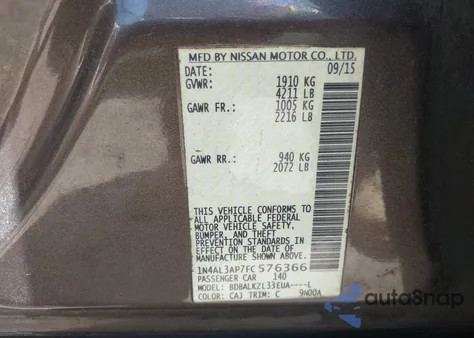 MFD BY NISSAN MOTOR CO., LTD.
DATE: 09/15
GVWR: 1910 KG
4211 LB
GAWR FR.: 1005 KG
2216 LB
GAWR RR.: 940 KG
2072 LB
THIS VEHICLE CONFORMS TO
ALL APPLICABLE FEDERAL
MOTOR VEHICLE SAFETY,
BUMPER, AND THEFT
PREVENTION STANDARDS IN
EFFECT ON THE DATE OF
MANUFACTURE SHOWN ABOVE.
1N4AL3AP7FC576366
PASSENGER CAR 140
MODEL: BDBALKZL33EUA----L
COLOR: CAJ TRIM: C 9N00A
autoSnap